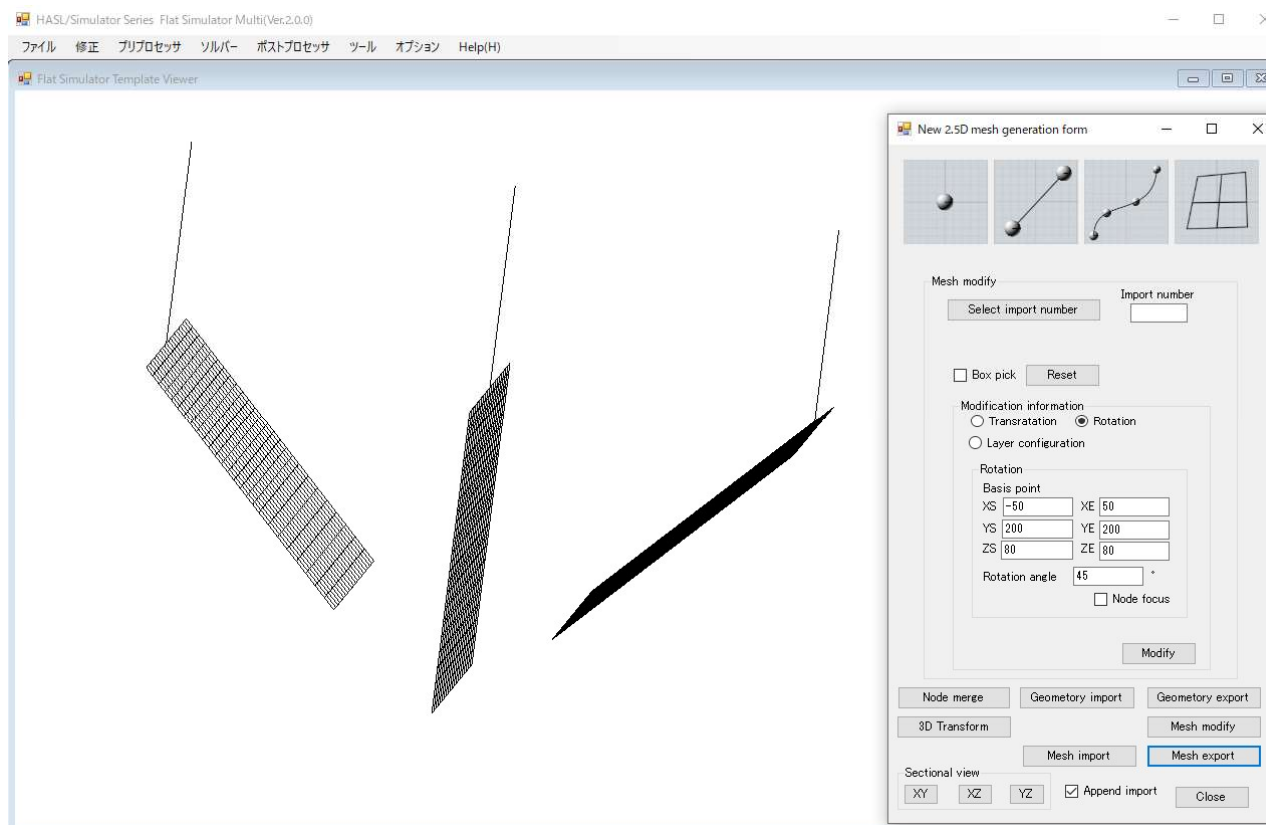 HASL/Simulator Series Flat Simulator Multi(Ver.2.0.0)
ファイル 修正 プリプロセッサ ソルバー ポストプロセッサ ツール オプション Help(H)
Flat Simulator Template Viewer
New 2.5D mesh generation form
Mesh modify
Import number
Select import number
Box pick Reset
Modification information
Transratation Rotation
Layer configuration
Rotation
Basis point
XS -50 XE 50
YS 200 YE 200
ZS 80 ZE 80
Rotation angle 45 °
Node focus
Modify
Node merge Geometory import Geometory export
3D Transform Mesh modify
Mesh import Mesh export
Sectional view
XY XZ YZ Append import Close